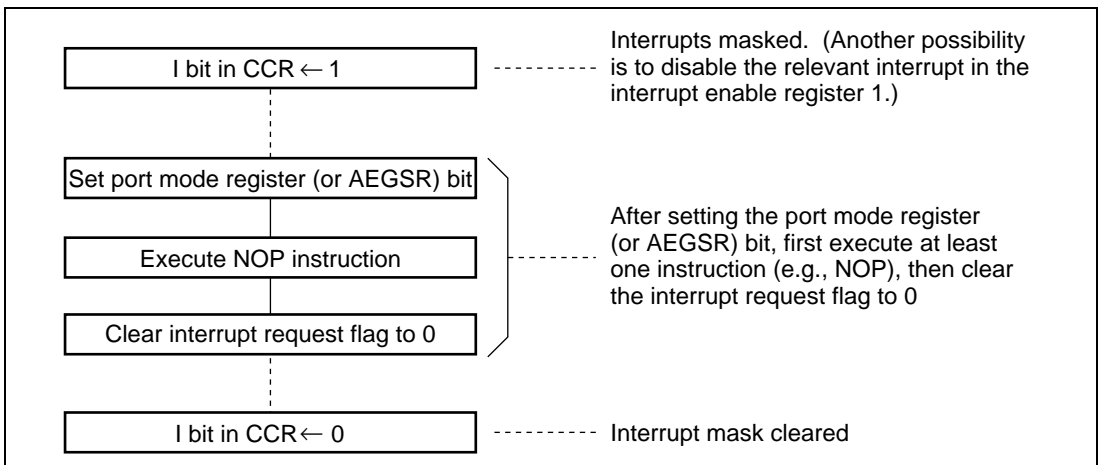 I bit in CCR ← 1
Interrupts masked. (Another possibility
is to disable the relevant interrupt in the
interrupt enable register 1.)
Set port mode register (or AEGSR) bit
Execute NOP instruction
Clear interrupt request flag to 0
After setting the port mode register
(or AEGSR) bit, first execute at least
one instruction (e.g., NOP), then clear
the interrupt request flag to 0
I bit in CCR ← 0
Interrupt mask cleared